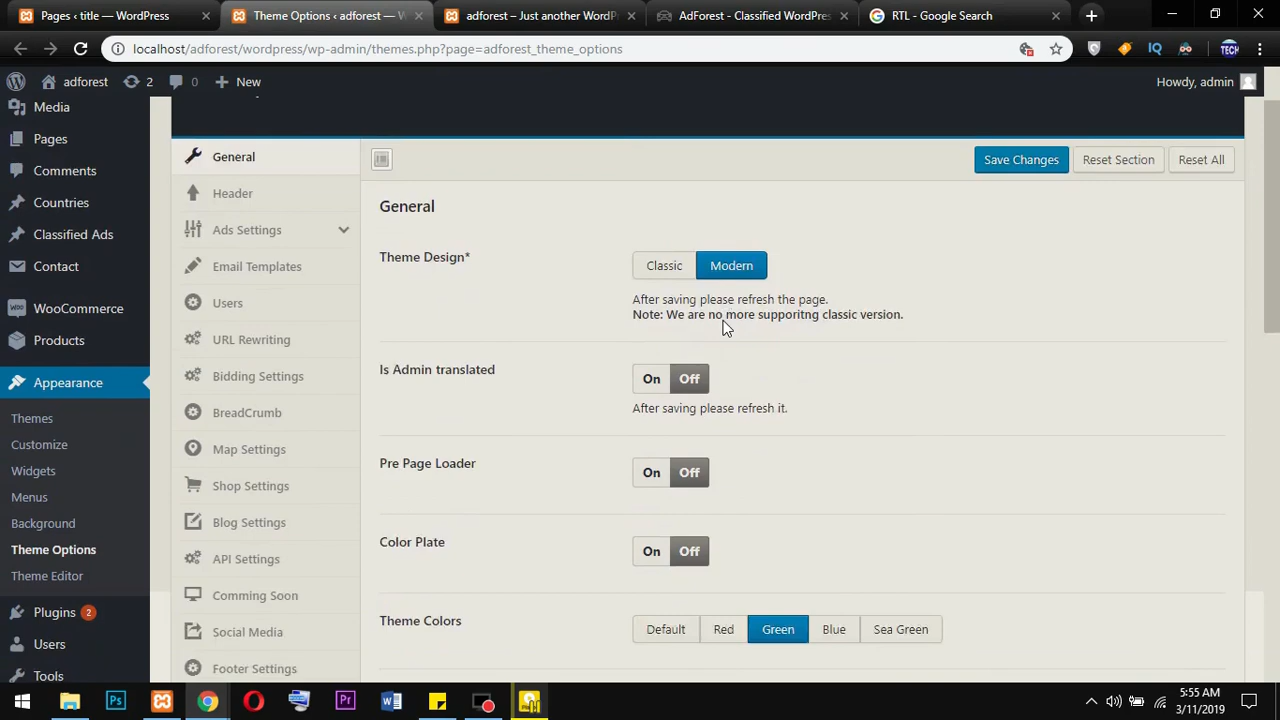 Pages ‹ title — WordPress
Theme Options ‹ adforest — W
adforest – Just another WordP
AdForest - Classified WordPres
RTL - Google Search
localhost/adforest/wordpress/wp-admin/themes.php?page=adforest_theme_options
IQ
TECH
adforest
2
0
New
Howdy, admin
Media
Pages
Comments
Countries
Classified Ads
Contact
WooCommerce
Products
Appearance
Themes
Customize
Widgets
Menus
Background
Theme Options
Theme Editor
Plugins 2
Users
Tools
General
Header
Ads Settings
Email Templates
Users
URL Rewriting
Bidding Settings
BreadCrumb
Map Settings
Shop Settings
Blog Settings
API Settings
Comming Soon
Social Media
Footer Settings
Save Changes
Reset Section
Reset All
General
Theme Design*
Classic
Modern
After saving please refresh the page.
Note: We are no more supporitng classic version.
Is Admin translated
On
Off
After saving please refresh it.
Pre Page Loader
On
Off
Color Plate
On
Off
Theme Colors
Default
Red
Green
Blue
Sea Green
Ps
Pr
W
5:55 AM
3/11/2019